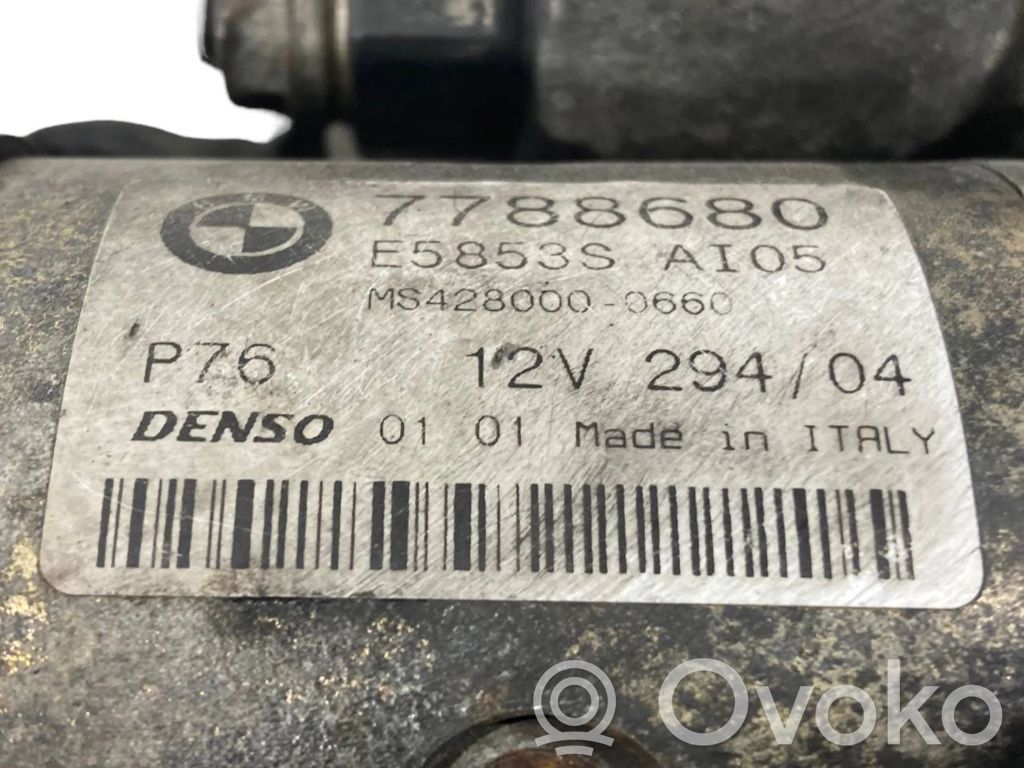 7788680
E5853S AI05
MS428000-0660
P76 12V 294/04
DENSO 01 01 Made in ITALY
Ovoko